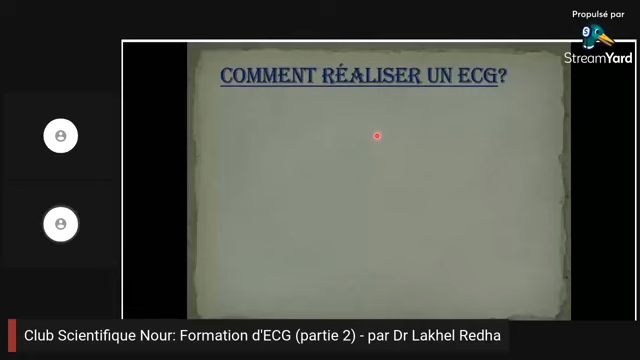 Propulsé par
StreamYard
COMMENT RÉALISER UN ECG?
Club Scientifique Nour: Formation d'ECG (partie 2) - par Dr Lakhel Redha